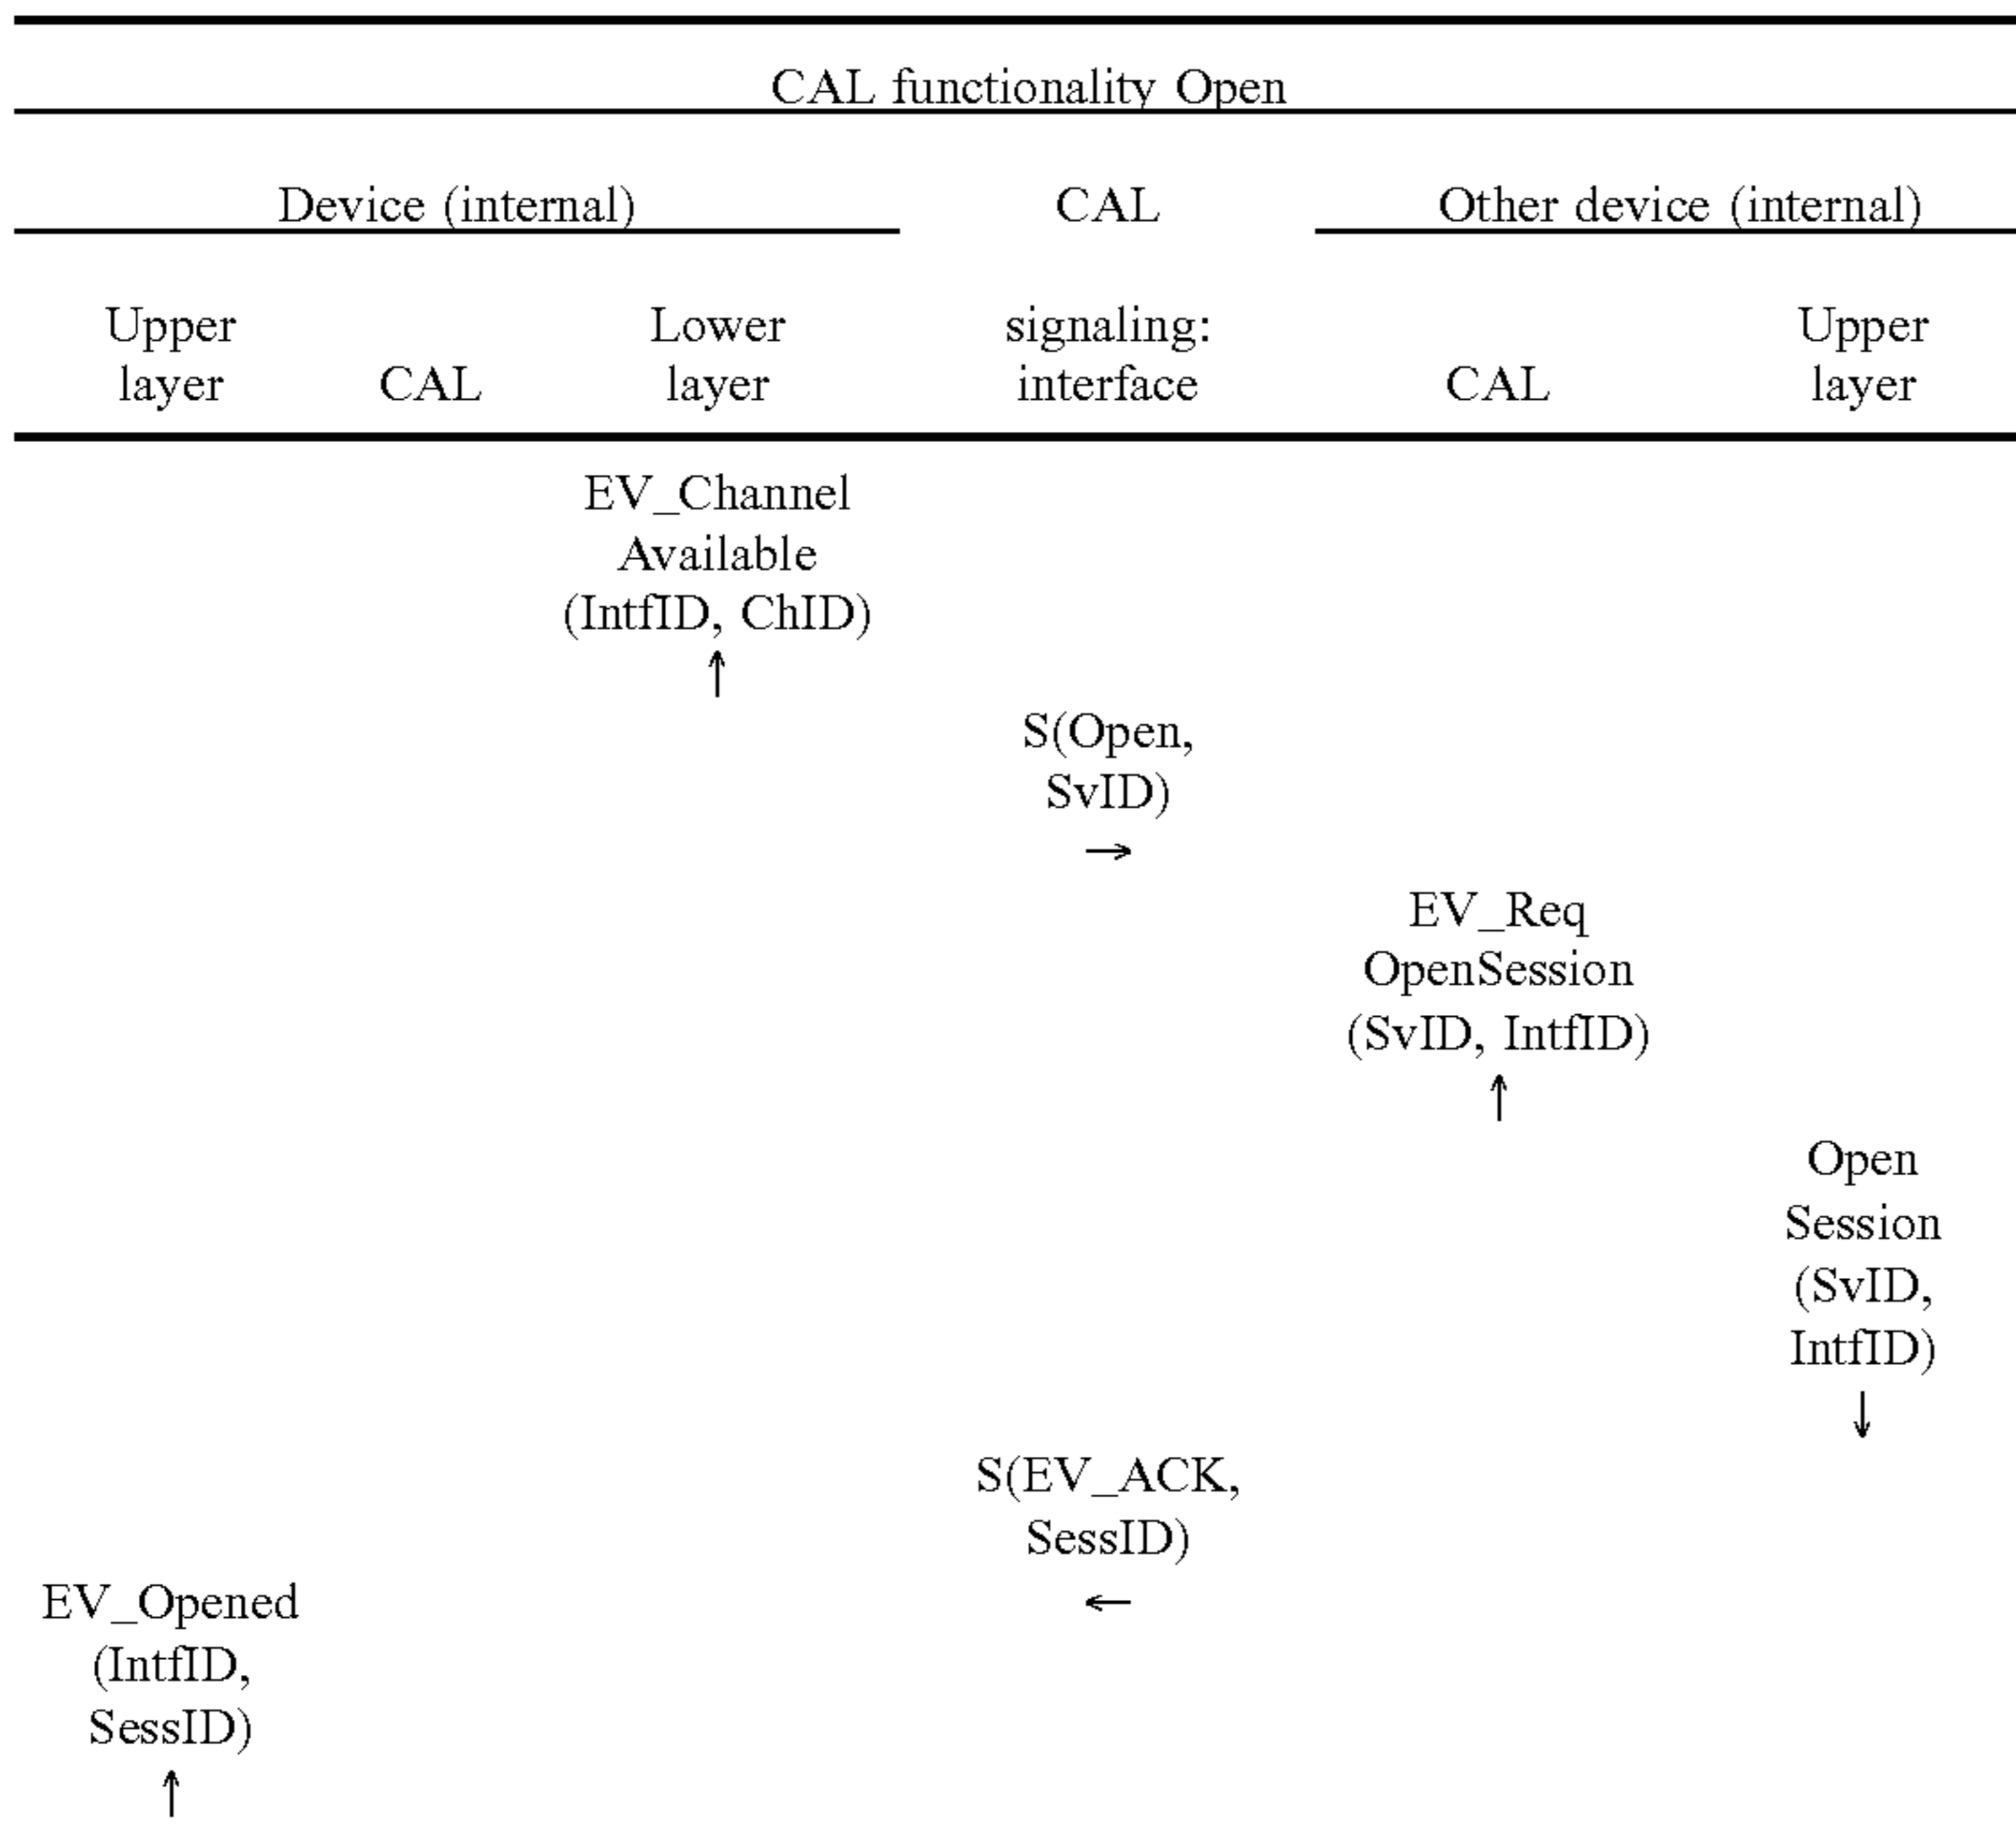 CAL functionality Open
Device (internal) CAL Other device (internal)
Upper Lower signaling: Upper
layer CAL layer interface CAL layer
EV_Channel
Available
(IntfID, ChID)
↑
S(Open,
SvID)
→
EV_Req
OpenSession
(SvID, IntfID)
↑
Open
Session
(SvID,
IntfID)
↓
S(EV_ACK,
SessID)
←
EV_Opened
(IntfID,
SessID)
↑